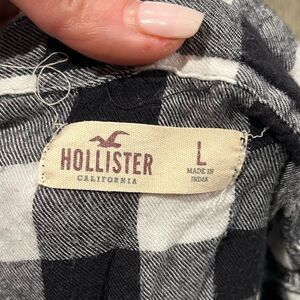 HOLLISTER
CALIFORNIA
L
MADE IN
INDIA